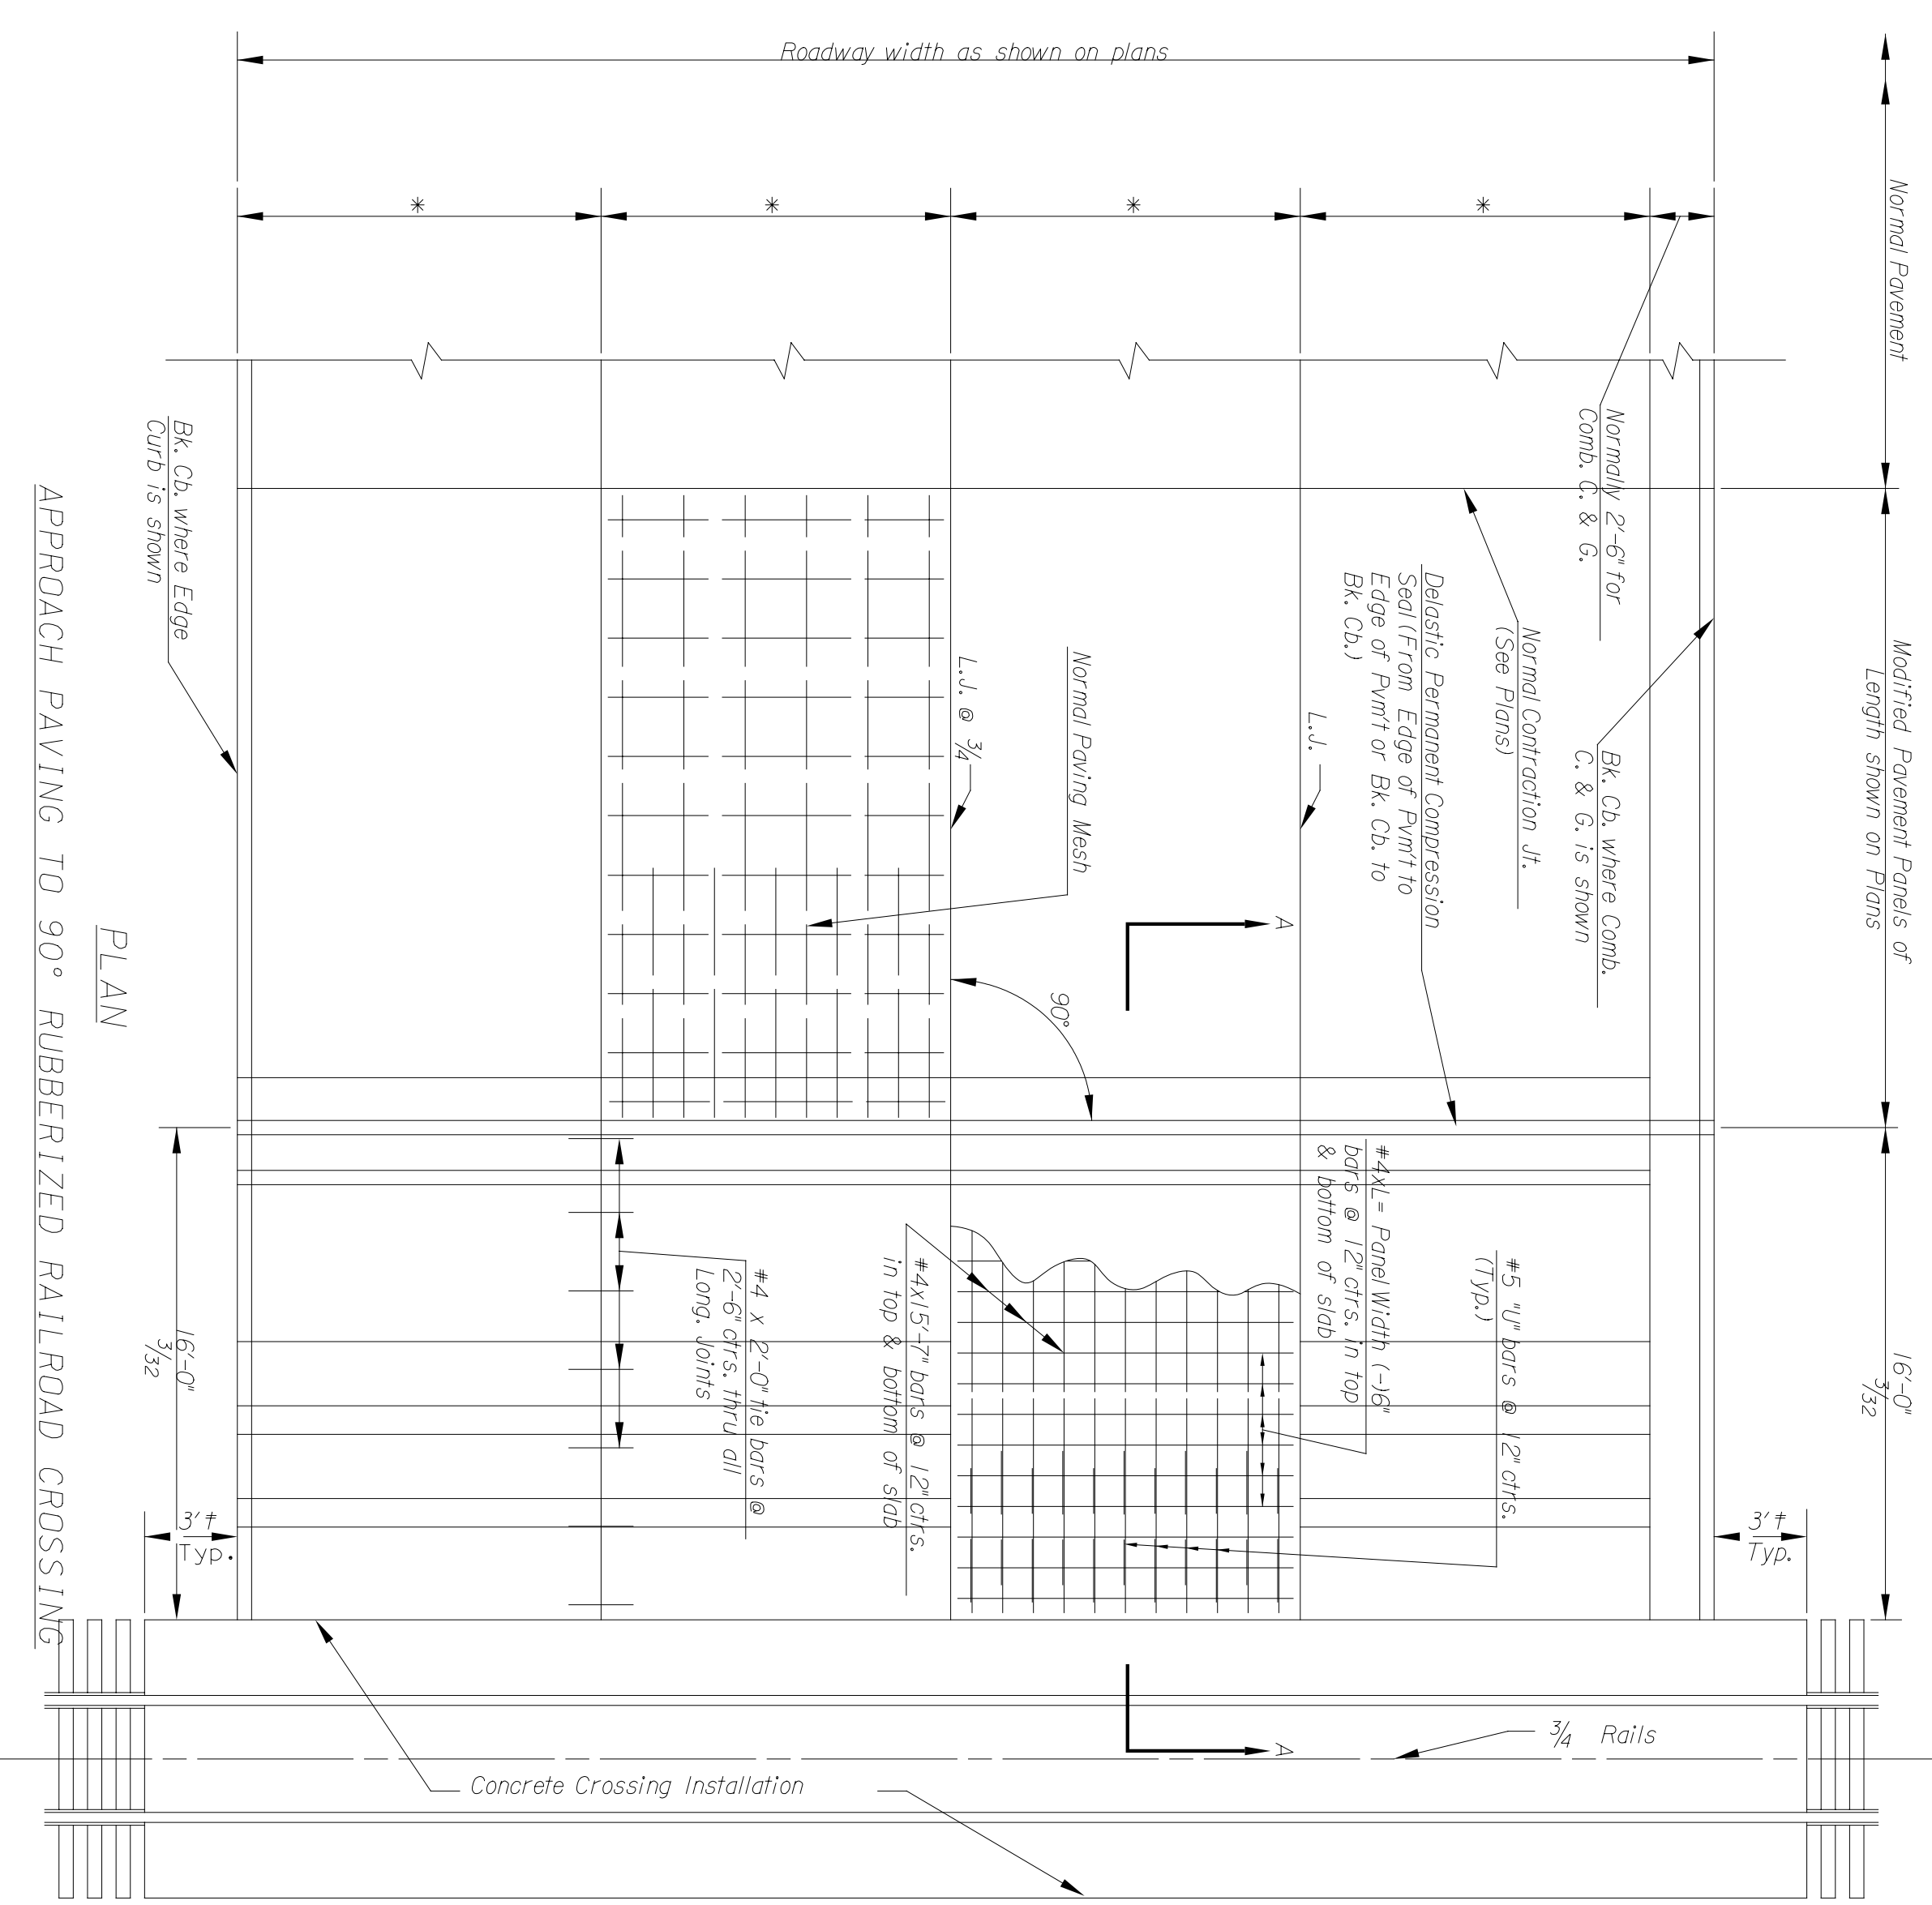 Roadway width as shown on plans
Normal Pavement
*
*
*
*
Normally 2'-6" for
Comb. C. & G.
Bk. Cb. where Edge
Curb is shown
Modified Pavement Panels of
Length shown on Plans
Bk. Cb. where Comb.
C. & G. is shown
Normal Contraction Jt.
(See Plans)
Delastic Permanent Compression
Seal (From Edge of Pvm't to
Edge of Pvm't or Bk. Cb. to
Bk. Cb.)
L.J.
Normal Paving Mesh
L.J. @ 3/4
A
90°
#4xL= Panel Width (-)6"
bars @ 12" ctrs. in top
& bottom of slab
#5 "U" bars @ 12" ctrs.
(Typ.)
#4x15'-7" bars @ 12" ctrs.
in top & bottom of slab
#4 x 2'-0" tie bars @
2'-6" ctrs. thru all
Long. Joints
16'-0"
3/32
16'-0"
3/32
3'‡
Typ.
3'‡
Typ.
A
3/4 Rails
Concrete Crossing Installation
PLAN
APPROACH PAVING TO 90° RUBBERIZED RAILROAD CROSSING